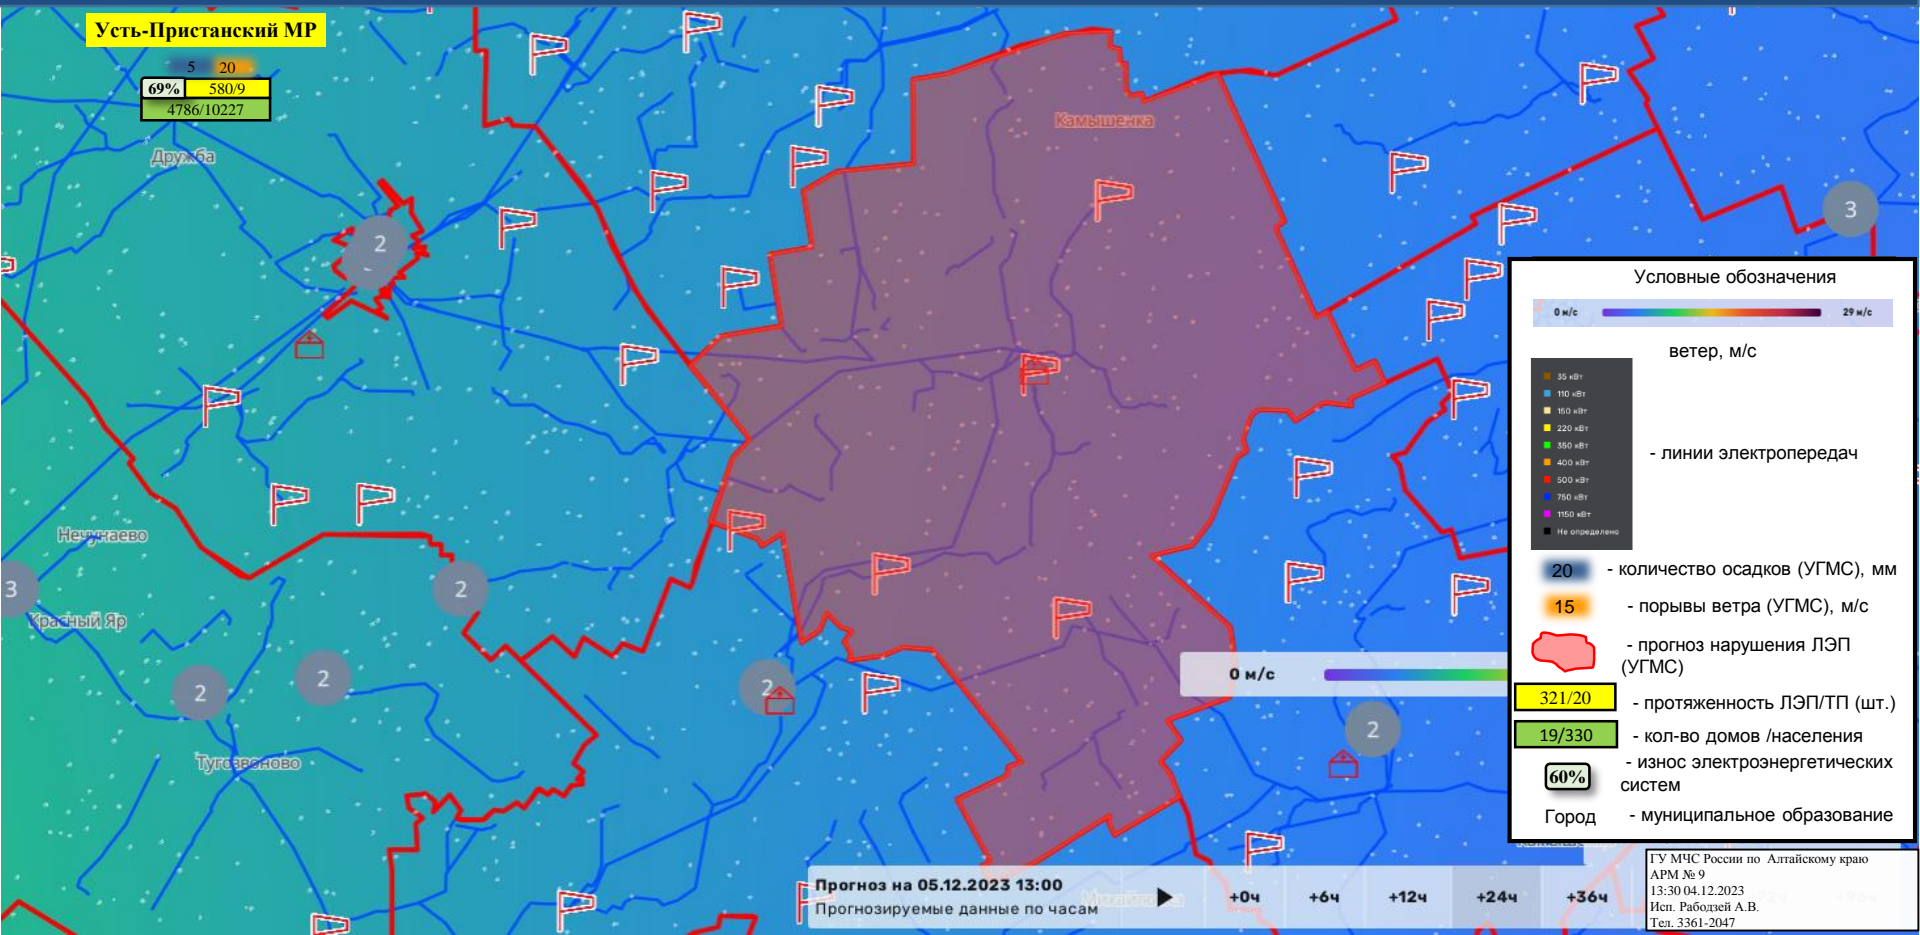 Усть-Пристанский МР
5 20
69% 580/9
4786/10227
Камышенка
Дружба
2
3
Нечунаево
3
Красный Яр
2
2
2
2
2
Тугозвоново
0 м/с
Условные обозначения
0 м/с 29 м/с
ветер, м/с
35 кВт
110 кВт
150 кВт
220 кВт
350 кВт
400 кВт
500 кВт
750 кВт
1150 кВт
Не определено
- линии электропередач
20 - количество осадков (УГМС), мм
15 - порывы ветра (УГМС), м/с
- прогноз нарушения ЛЭП
(УГМС)
321/20 - протяженность ЛЭП/ТП (шт.)
19/330 - кол-во домов /населения
60% - износ электроэнергетических
систем
Город - муниципальное образование
Прогноз на 05.12.2023 13:00
Прогнозируемые данные по часам
+0ч +6ч +12ч +24ч +36ч
ГУ МЧС России по Алтайскому краю
АРМ № 9
13:30 04.12.2023
Исп. Рабодзей А.В.
Тел. 3361-2047